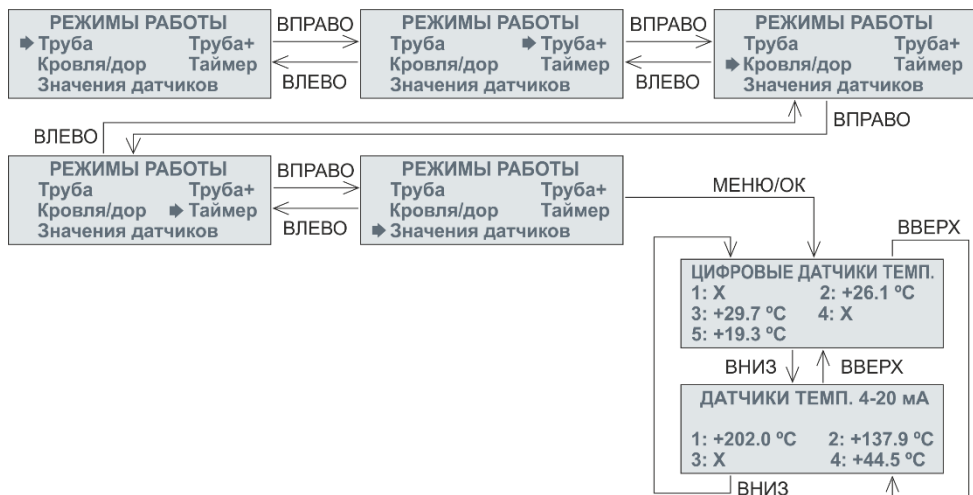 РЕЖИМЫ РАБОТЫ
Труба Труба+
Кровля/дор Таймер
Значения датчиков
ВПРАВО
ВЛЕВО
РЕЖИМЫ РАБОТЫ
Труба Труба+
Кровля/дор Таймер
Значения датчиков
ВПРАВО
ВЛЕВО
РЕЖИМЫ РАБОТЫ
Труба Труба+
Кровля/дор Таймер
Значения датчиков
ВЛЕВО
ВПРАВО
РЕЖИМЫ РАБОТЫ
Труба Труба+
Кровля/дор Таймер
Значения датчиков
ВПРАВО
ВЛЕВО
РЕЖИМЫ РАБОТЫ
Труба Труба+
Кровля/дор Таймер
Значения датчиков
МЕНЮ/ОК
ВВЕРХ
ЦИФРОВЫЕ ДАТЧИКИ ТЕМП.
1: X 2: +26.1 ºC
3: +29.7 ºC 4: X
5: +19.3 ºC
ВНИЗ ВВЕРХ
ДАТЧИКИ ТЕМП. 4-20 мА
1: +202.0 ºC 2: +137.9 ºC
3: X 4: +44.5 ºC
ВНИЗ